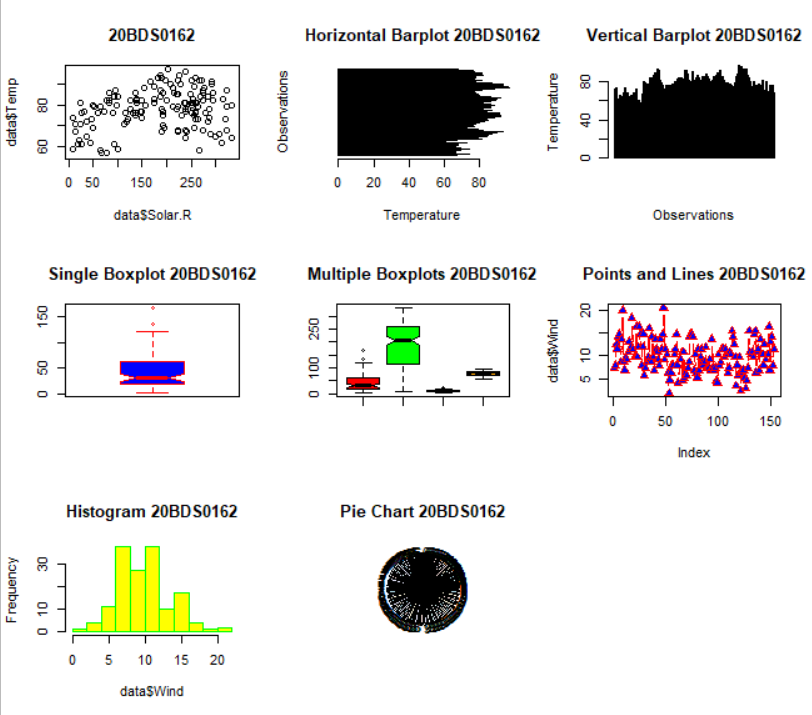 20BDS0162
data$Temp
60 80
0 50 150 250
data$Solar.R
Horizontal Barplot 20BDS0162
Observations
0 20 40 60 80
Temperature
Vertical Barplot 20BDS0162
Temperature
0 40 80
Observations
Single Boxplot 20BDS0162
0 50 150
Multiple Boxplots 20BDS0162
0 100 250
Points and Lines 20BDS0162
data$Wind
5 10 20
0 50 100 150
Index
Histogram 20BDS0162
Frequency
0 10 30
0 5 10 15 20
data$Wind
Pie Chart 20BDS0162